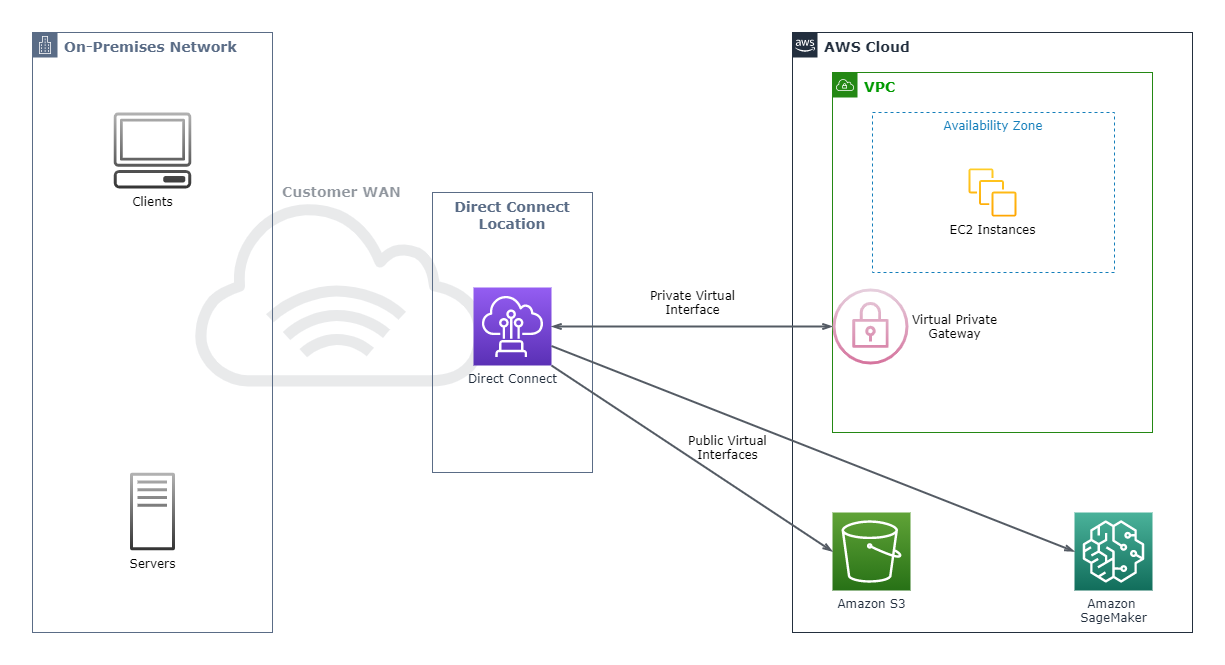 On-Premises Network
Clients
Servers
Customer WAN
Direct Connect
Location
Direct Connect
Private Virtual
Interface
Public Virtual
Interfaces
aws
AWS Cloud
VPC
Availability Zone
EC2 Instances
Virtual Private
Gateway
Amazon S3
Amazon
SageMaker